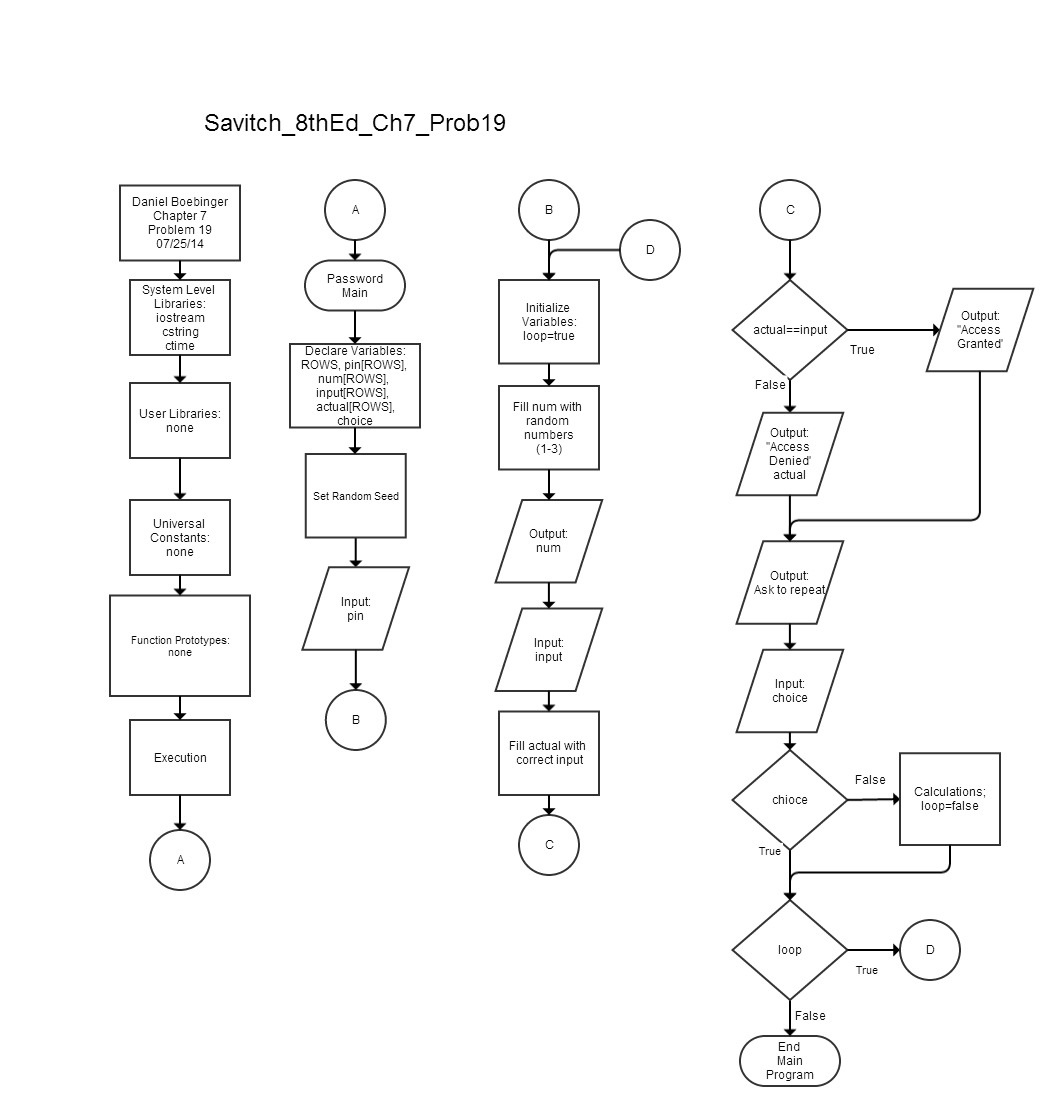 Savitch_8thEd_Ch7_Prob19
Daniel Boebinger
Chapter 7
Problem 19
07/25/14
System Level
Libraries:
iostream
cstring
ctime
User Libraries:
none
Universal
Constants:
none
Function Prototypes:
none
Execution
A
A
Password
Main
Declare Variables:
ROWS, pin[ROWS],
num[ROWS],
input[ROWS],
actual[ROWS],
choice
Set Random Seed
Input:
pin
B
B
D
Initialize
Variables:
loop=true
Fill num with
random
numbers
(1-3)
Output:
num
Input:
input
Fill actual with
correct input
C
C
actual==input
True
Output:
"Access
Granted'
False
Output:
"Access
Denied'
actual
Output:
Ask to repeat
Input:
choice
chioce
False
Calculations;
loop=false
True
loop
True
D
False
End
Main
Program